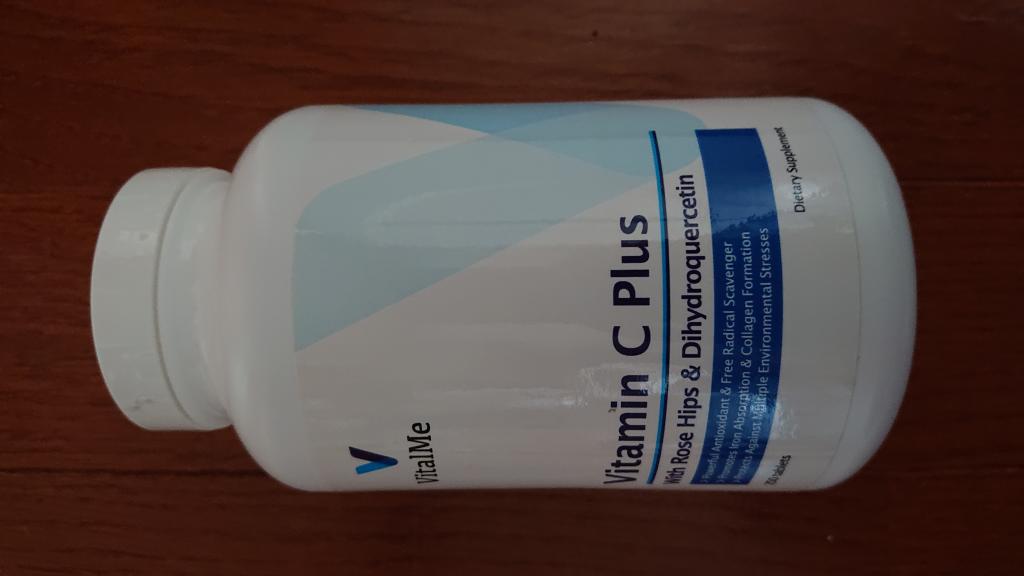 VitalMe
Vitamin C Plus
With Rose Hips & Dihydroquercetin
Powerful Antioxidant & Free Radical Scavenger
Promotes Iron Absorption & Collagen Formation
Protects Against Multiple Environmental Stresses
Tablets
Dietary Supplement